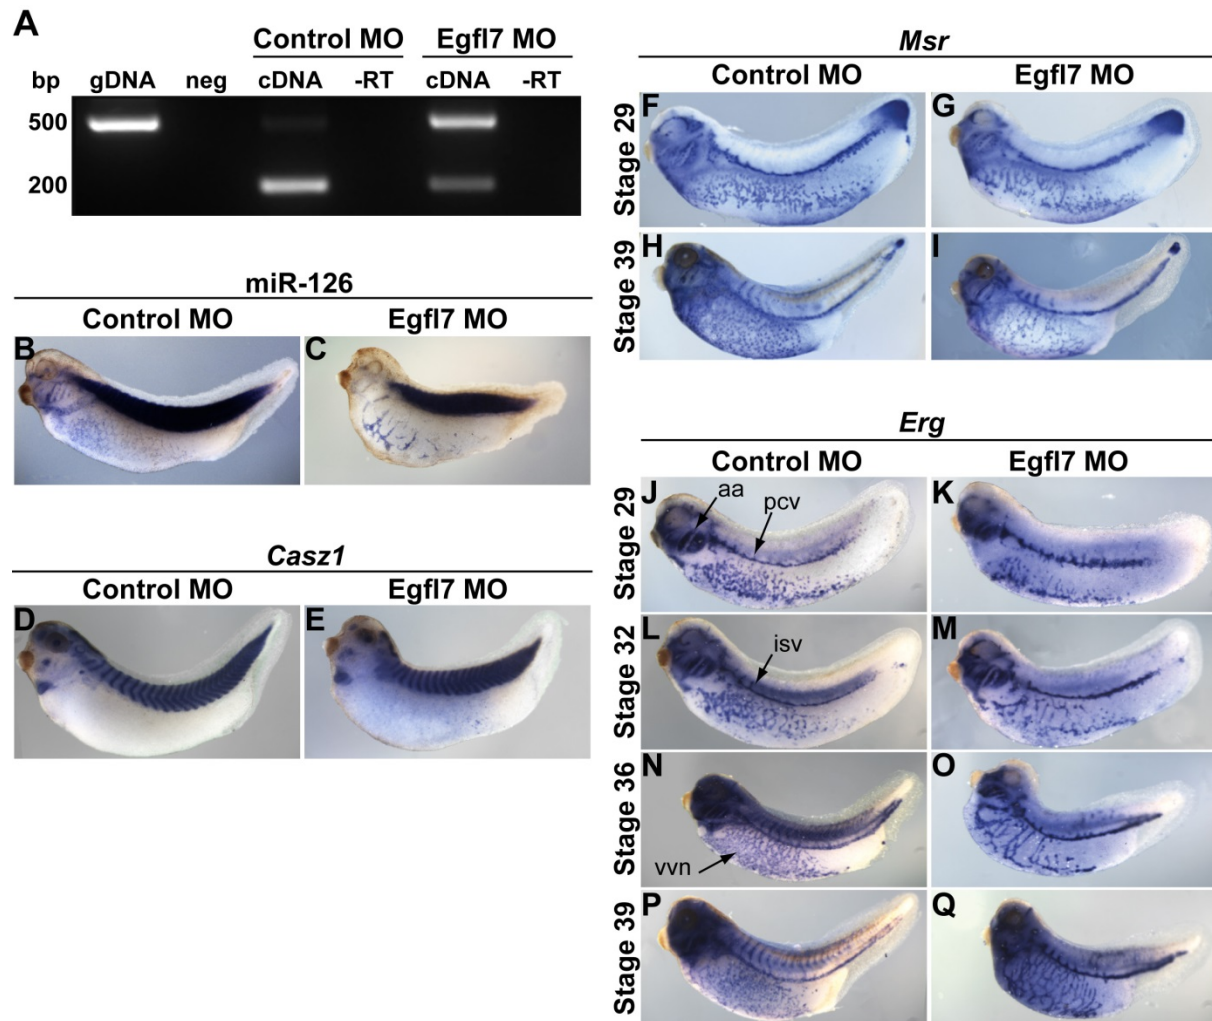 A
Control MO Egfl7 MO
bp gDNA neg cDNA -RT cDNA -RT
500
200
miR-126
Control MO Egfl7 MO
B C
Casz1
Control MO Egfl7 MO
D E
Msr
Control MO Egfl7 MO
Stage 29
F G
Stage 39
H I
Erg
Control MO Egfl7 MO
Stage 29
J aa pcv K
Stage 32
L isv M
Stage 36
N vvn O
Stage 39
P Q